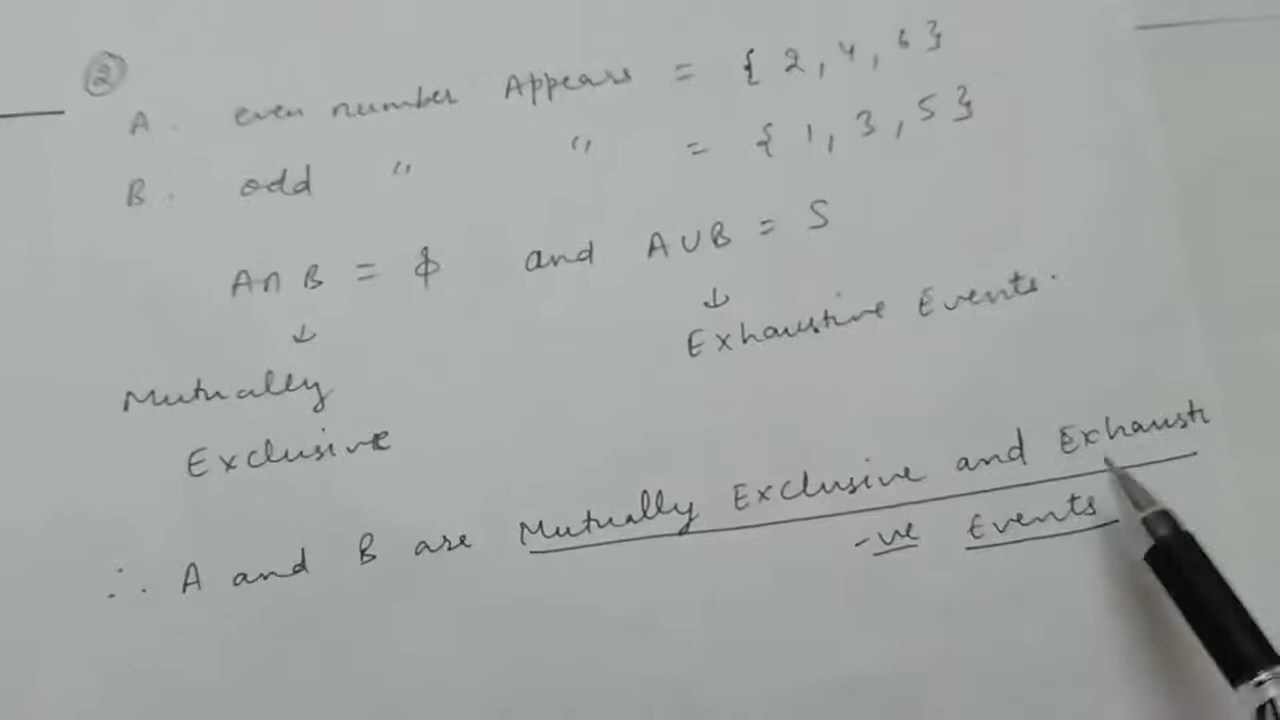 ②
A. even number Appears = { 2, 4, 6 }
B. odd " " = { 1, 3, 5 }
A∩B = ϕ and A∪B = S
↓ ↓
Mutually Exhaustive Events.
Exclusive
∴ A and B are Mutually Exclusive and Exhausti
-ve Events